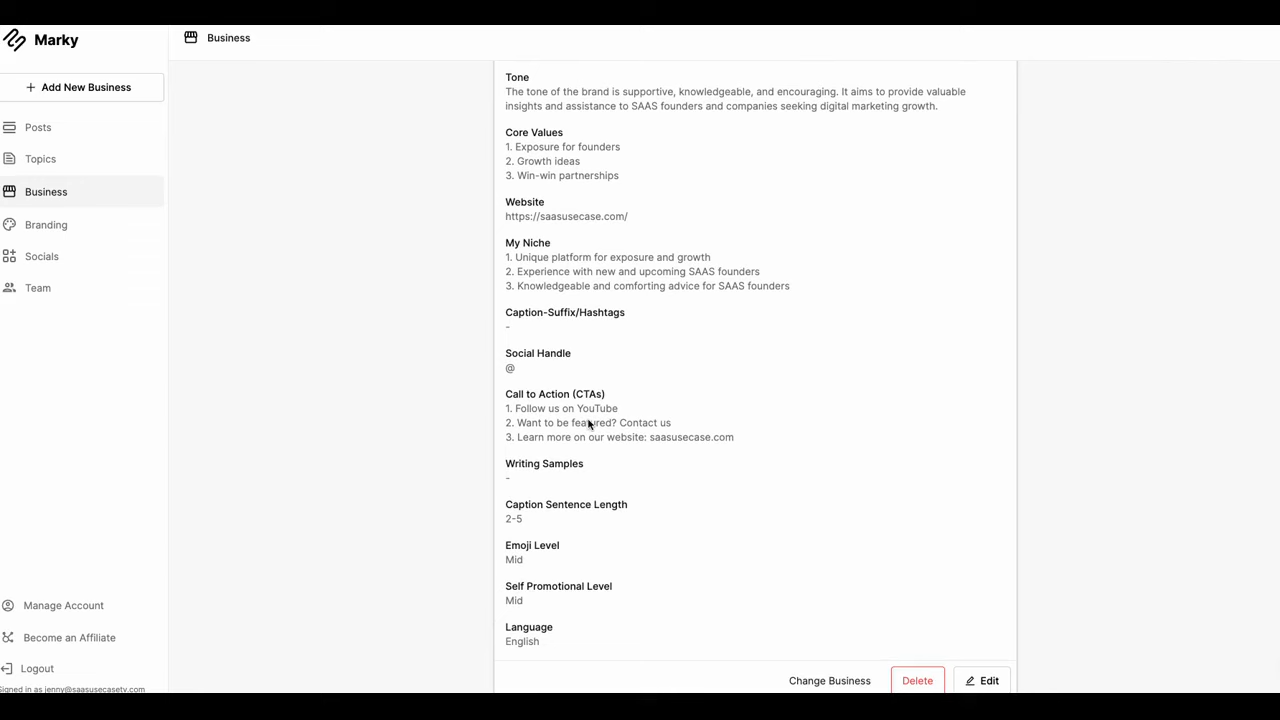 Marky
Add New Business
Posts
Topics
Business
Branding
Socials
Team
Manage Account
Become an Affiliate
Logout
Signed in as jenny@saasusecasetv.com
Business
Tone
The tone of the brand is supportive, knowledgeable, and encouraging. It aims to provide valuable
insights and assistance to SAAS founders and companies seeking digital marketing growth.
Core Values
1. Exposure for founders
2. Growth ideas
3. Win-win partnerships
Website
https://saasusecase.com/
My Niche
1. Unique platform for exposure and growth
2. Experience with new and upcoming SAAS founders
3. Knowledgeable and comforting advice for SAAS founders
Caption-Suffix/Hashtags
-
Social Handle
@
Call to Action (CTAs)
1. Follow us on YouTube
2. Want to be featured? Contact us
3. Learn more on our website: saasusecase.com
Writing Samples
-
Caption Sentence Length
2-5
Emoji Level
Mid
Self Promotional Level
Mid
Language
English
Change Business
Delete
Edit